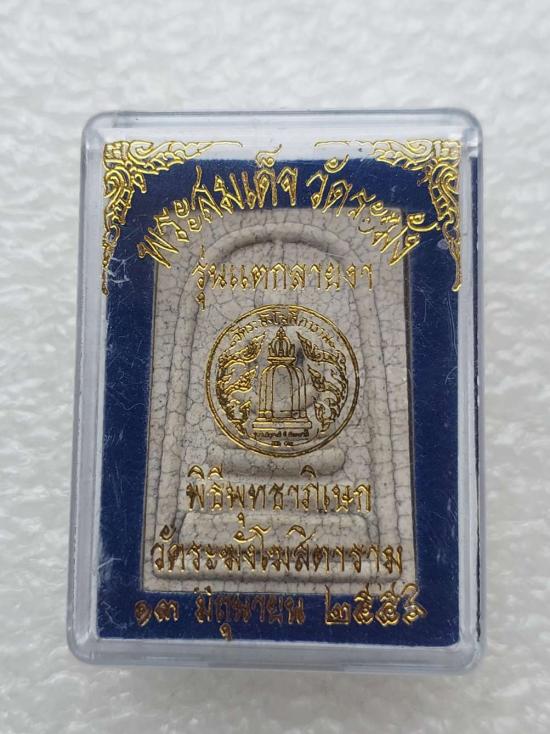 พระสมเด็จ วัดระฆัง
รุ่นแตกลายงา
พิธีพุทธาภิเษก
วัดระฆังโฆสิตาราม
๑๓ มิถุนายน ๒๕๕๖